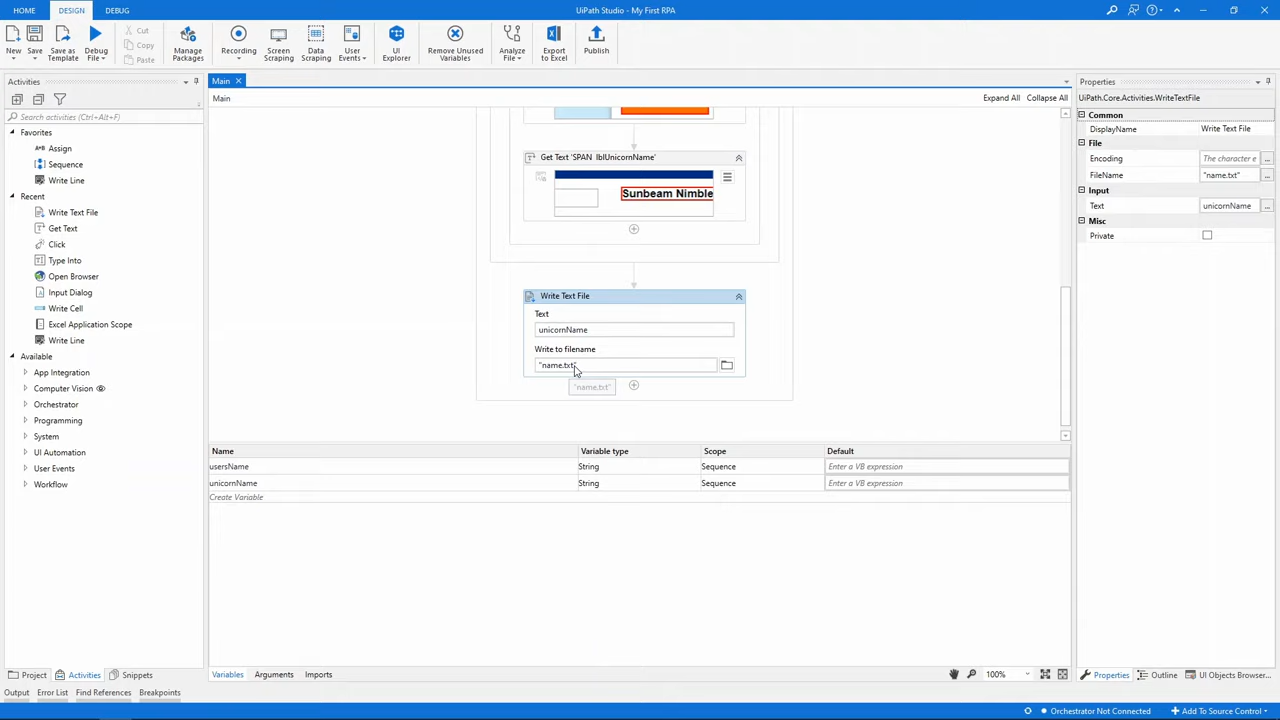 HOME DESIGN DEBUG UiPath Studio - My First RPA
New Save Save as Template Debug File Cut Copy Paste Manage Packages Recording Screen Scraping Data Scraping User Events UI Explorer Remove Unused Variables Analyze File Export to Excel Publish
Activities
Search activities (Ctrl+Alt+F)
Favorites
Assign
Sequence
Write Line
Recent
Write Text File
Get Text
Click
Type Into
Open Browser
Input Dialog
Write Cell
Excel Application Scope
Write Line
Available
App Integration
Computer Vision
Orchestrator
Programming
System
UI Automation
User Events
Workflow
Project Activities Snippets
Main
Main Expand All Collapse All
Get Text 'SPAN lblUnicornName'
Sunbeam Nimble
Write Text File
Text
unicornName
Write to filename
"name.txt"
"name.txt"
Name Variable type Scope Default
usersName String Sequence Enter a VB expression
unicornName String Sequence Enter a VB expression
Create Variable
Variables Arguments Imports 100%
Properties
UiPath.Core.Activities.WriteTextFile
Common
DisplayName Write Text File
File
Encoding The character e ...
FileName "name.txt" ...
Input
Text unicornName ...
Misc
Private
Properties Outline UI Objects Browser...
Output Error List Find References Breakpoints
Orchestrator Not Connected Add To Source Control